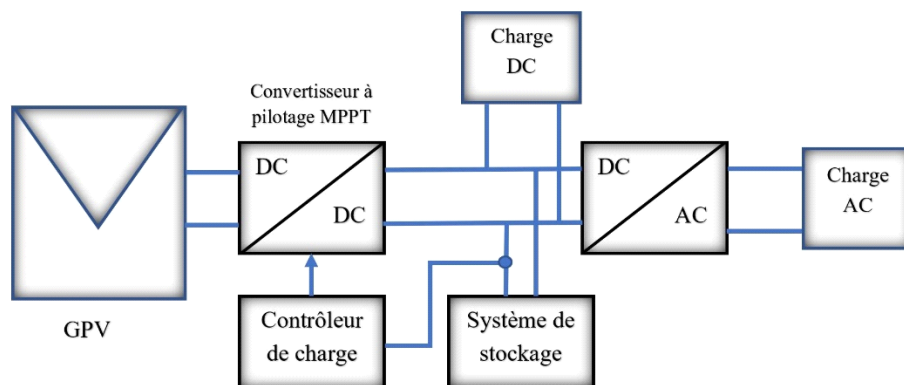 Charge
DC
Convertisseur à
pilotage MPPT
DC
DC
DC
AC
Charge
AC
GPV
Contrôleur
de charge
Système de
stockage